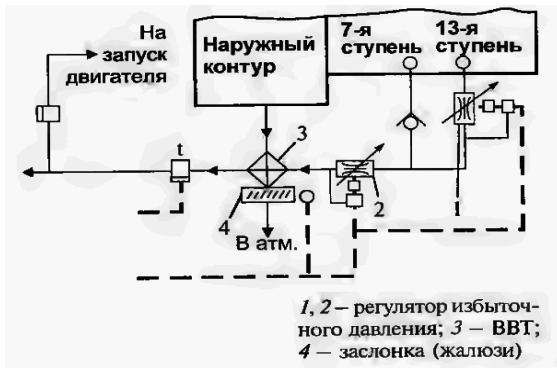 На
запуск
двигателя
Наружный
контур
7-я
ступень
13-я
ступень
t
3
4
2
В атм.
1, 2 – регулятор избыточ-
ного давления; 3 – ВВТ;
4 – заслонка (жалюзи)